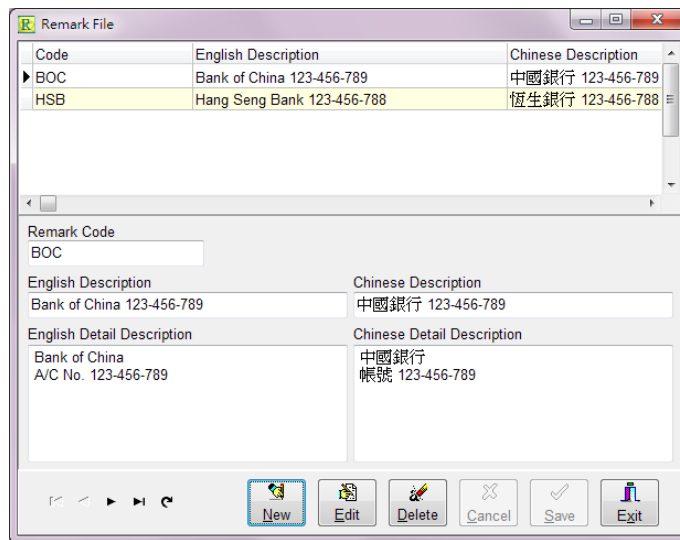 Remark File
Code English Description Chinese Description
BOC Bank of China 123-456-789 中國銀行 123-456-789
HSB Hang Seng Bank 123-456-788 恆生銀行 123-456-788
Remark Code
BOC
English Description Chinese Description
Bank of China 123-456-789 中國銀行 123-456-789
English Detail Description Chinese Detail Description
Bank of China 中國銀行
A/C No. 123-456-789 帳號 123-456-789
New Edit Delete Cancel Save Exit